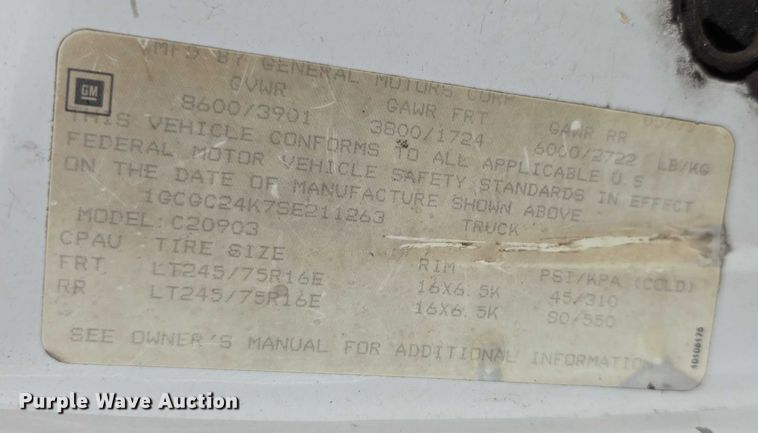 MFD BY GENERAL MOTORS CORP
GM
GVWR GAWR FRT GAWR RR
8600/3901 3800/1724 6000/2722 LB/KG
THIS VEHICLE CONFORMS TO ALL APPLICABLE U S
FEDERAL MOTOR VEHICLE SAFETY STANDARDS IN EFFECT
ON THE DATE OF MANUFACTURE SHOWN ABOVE
1GCGC24K7SE211263 TRUCK
MODEL: C20903
CPAU TIRE SIZE RIM PSI/KPA (COLD)
FRT LT245/75R16E 16X6.5K 45/310
RR LT245/75R16E 16X6.5K 80/550
SEE OWNER'S MANUAL FOR ADDITIONAL INFORMATION
Purple Wave Auction